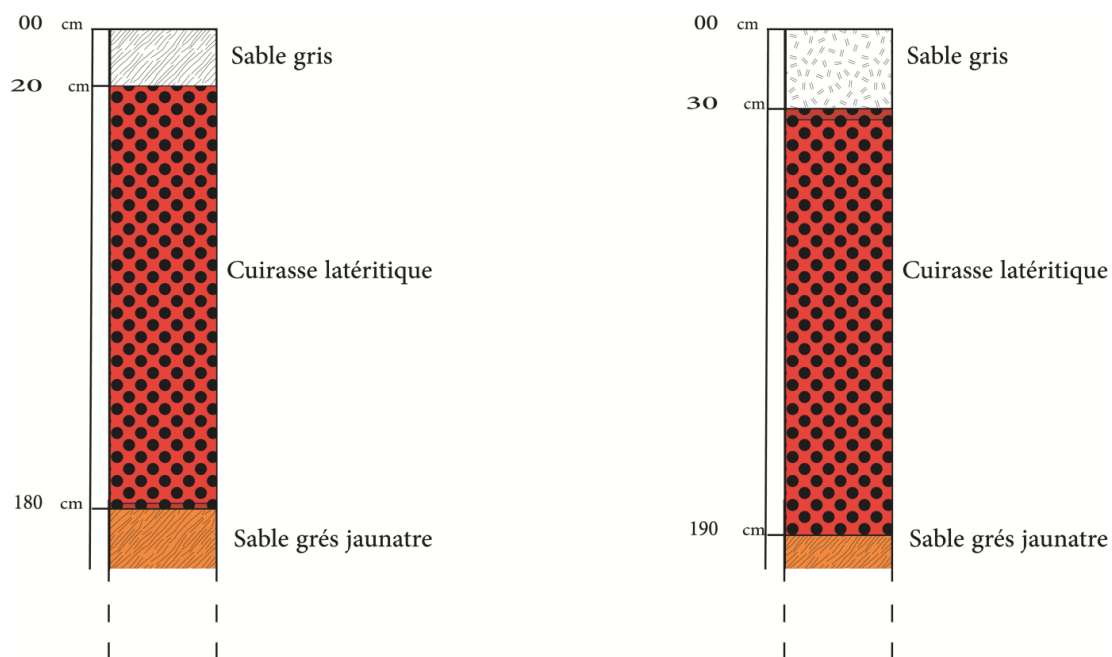 00 cm
Sable gris
20 cm
Cuirasse latéritique
180 cm
Sable grés jaunatre
00 cm
Sable gris
30 cm
Cuirasse latéritique
190 cm
Sable grés jaunatre